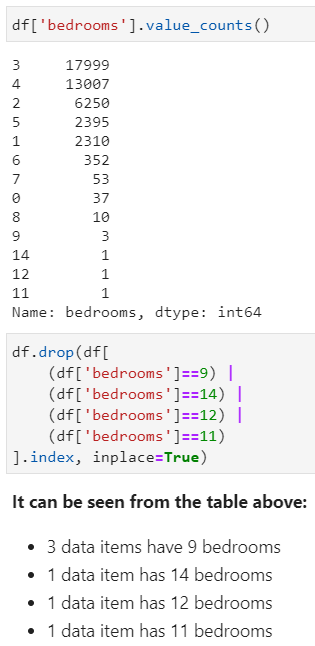 df['bedrooms'].value_counts()
3     17999
4     13007
2      6250
5      2395
1      2310
6       352
7        53
0        37
8        10
9         3
14        1
12        1
11        1
Name: bedrooms, dtype: int64
df.drop(df[
    (df['bedrooms']==9) |
    (df['bedrooms']==14) |
    (df['bedrooms']==12) |
    (df['bedrooms']==11)
].index, inplace=True)
It can be seen from the table above:
• 3 data items have 9 bedrooms
• 1 data item has 14 bedrooms
• 1 data item has 12 bedrooms
• 1 data item has 11 bedrooms